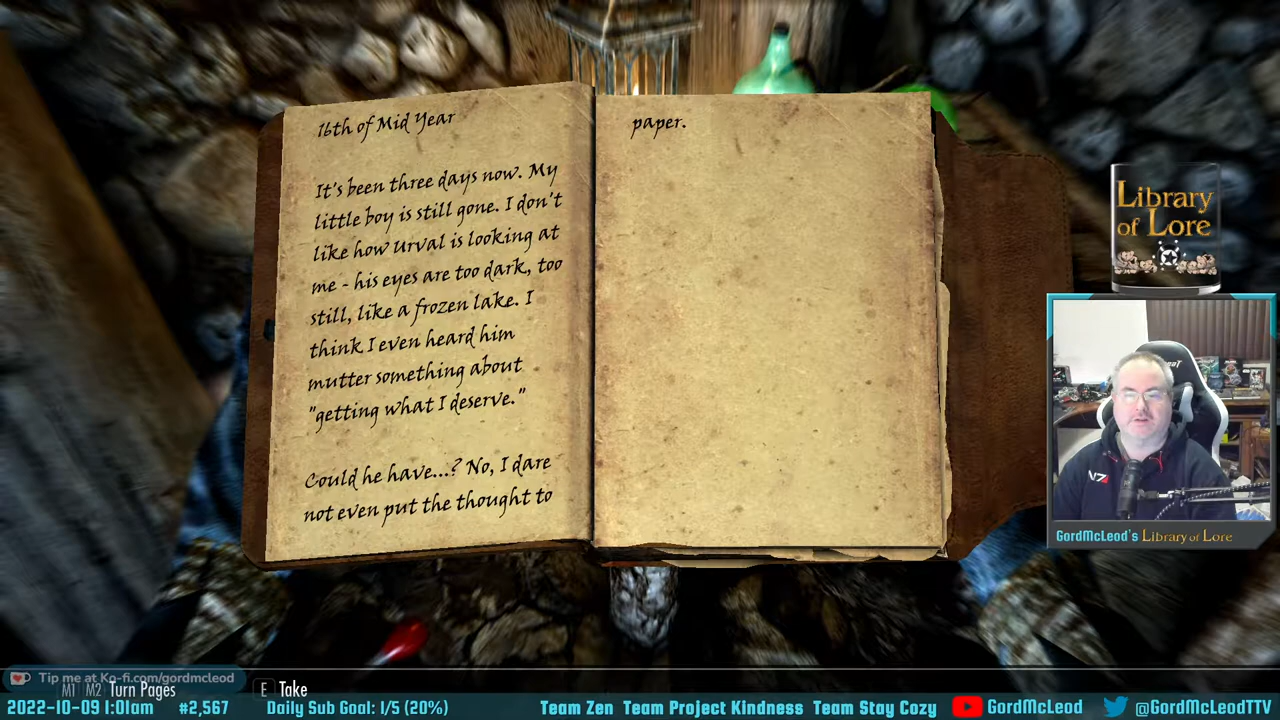 16th of Mid Year
It's been three days now. My
little boy is still gone. I don't
like how Urval is looking at
me - his eyes are too dark, too
still, like a frozen lake. I
think I even heard him
mutter something about
"getting what I deserve."
Could he have...? No, I dare
not even put the thought to
paper.
Library
of Lore
N7
GordMcLeod's Library of Lore
Tip me at Ko-fi.com/gordmcleod
M1 M2 Turn Pages
E Take
2022-10-09 1:01am #2,567 Daily Sub Goal: 1/5 (20%) Team Zen Team Project Kindness Team Stay Cozy GordMcLeod @GordMcLeodTTV